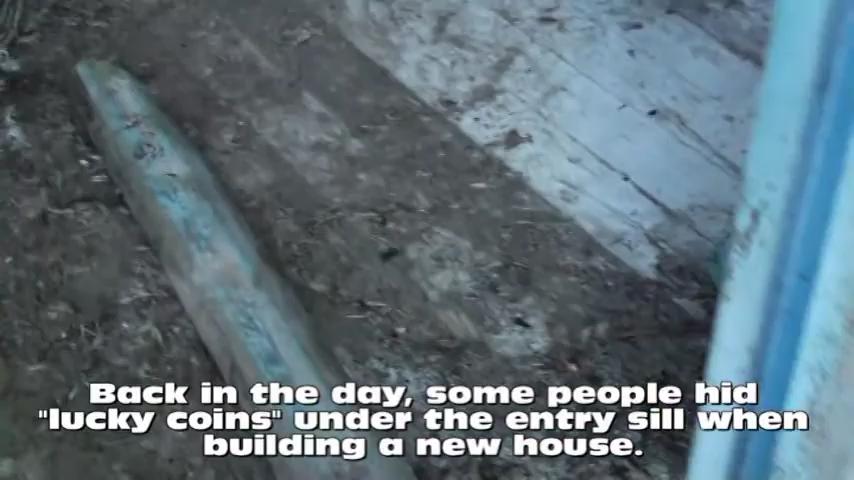 Back in the day, some people hid
"lucky coins" under the entry sill when
building a new house.